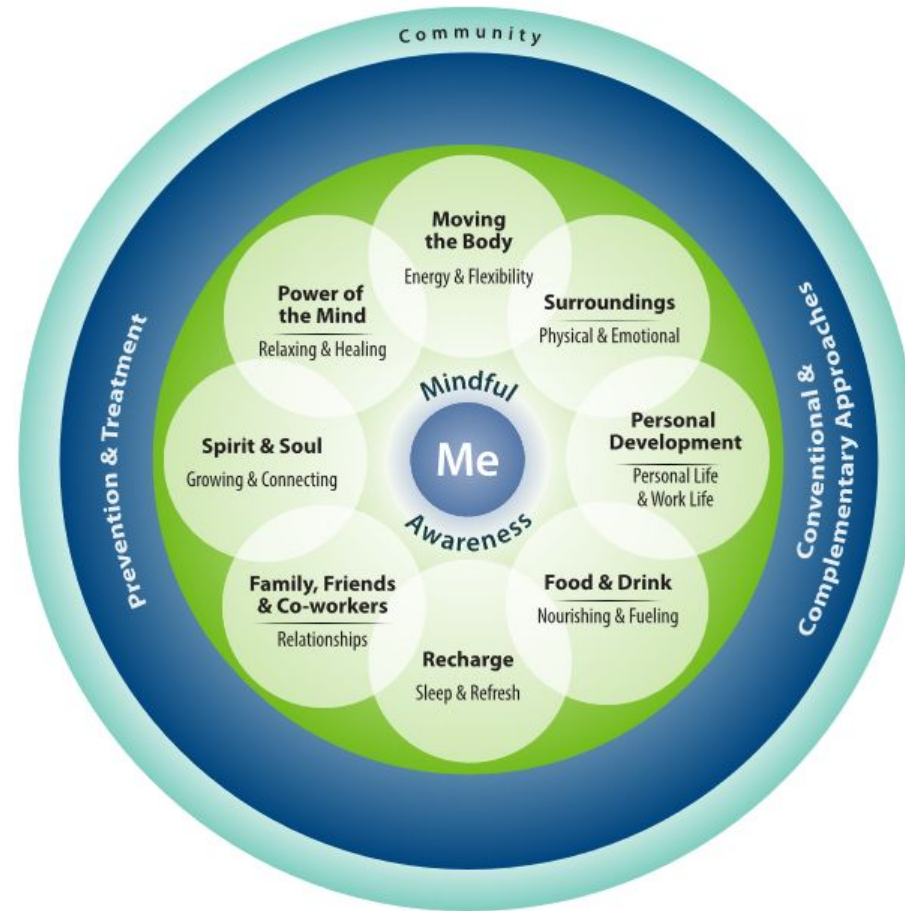 Community
Prevention & Treatment
Conventional &
Complementary Approaches
Moving
the Body
Energy & Flexibility
Surroundings
Physical & Emotional
Personal
Development
Personal Life
& Work Life
Food & Drink
Nourishing & Fueling
Recharge
Sleep & Refresh
Family, Friends
& Co-workers
Relationships
Spirit & Soul
Growing & Connecting
Power of
the Mind
Relaxing & Healing
Mindful
Me
Awareness